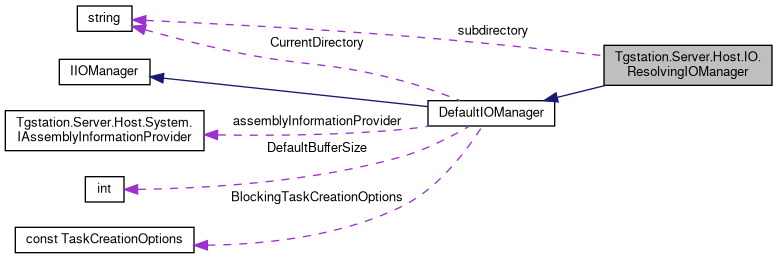 string
subdirectory
CurrentDirectory
Tgstation.Server.Host.IO.
ResolvingIOManager
IIOManager
DefaultIOManager
Tgstation.Server.Host.System.
IAssemblyInformationProvider
assemblyInformationProvider
DefaultBufferSize
int
BlockingTaskCreationOptions
const TaskCreationOptions